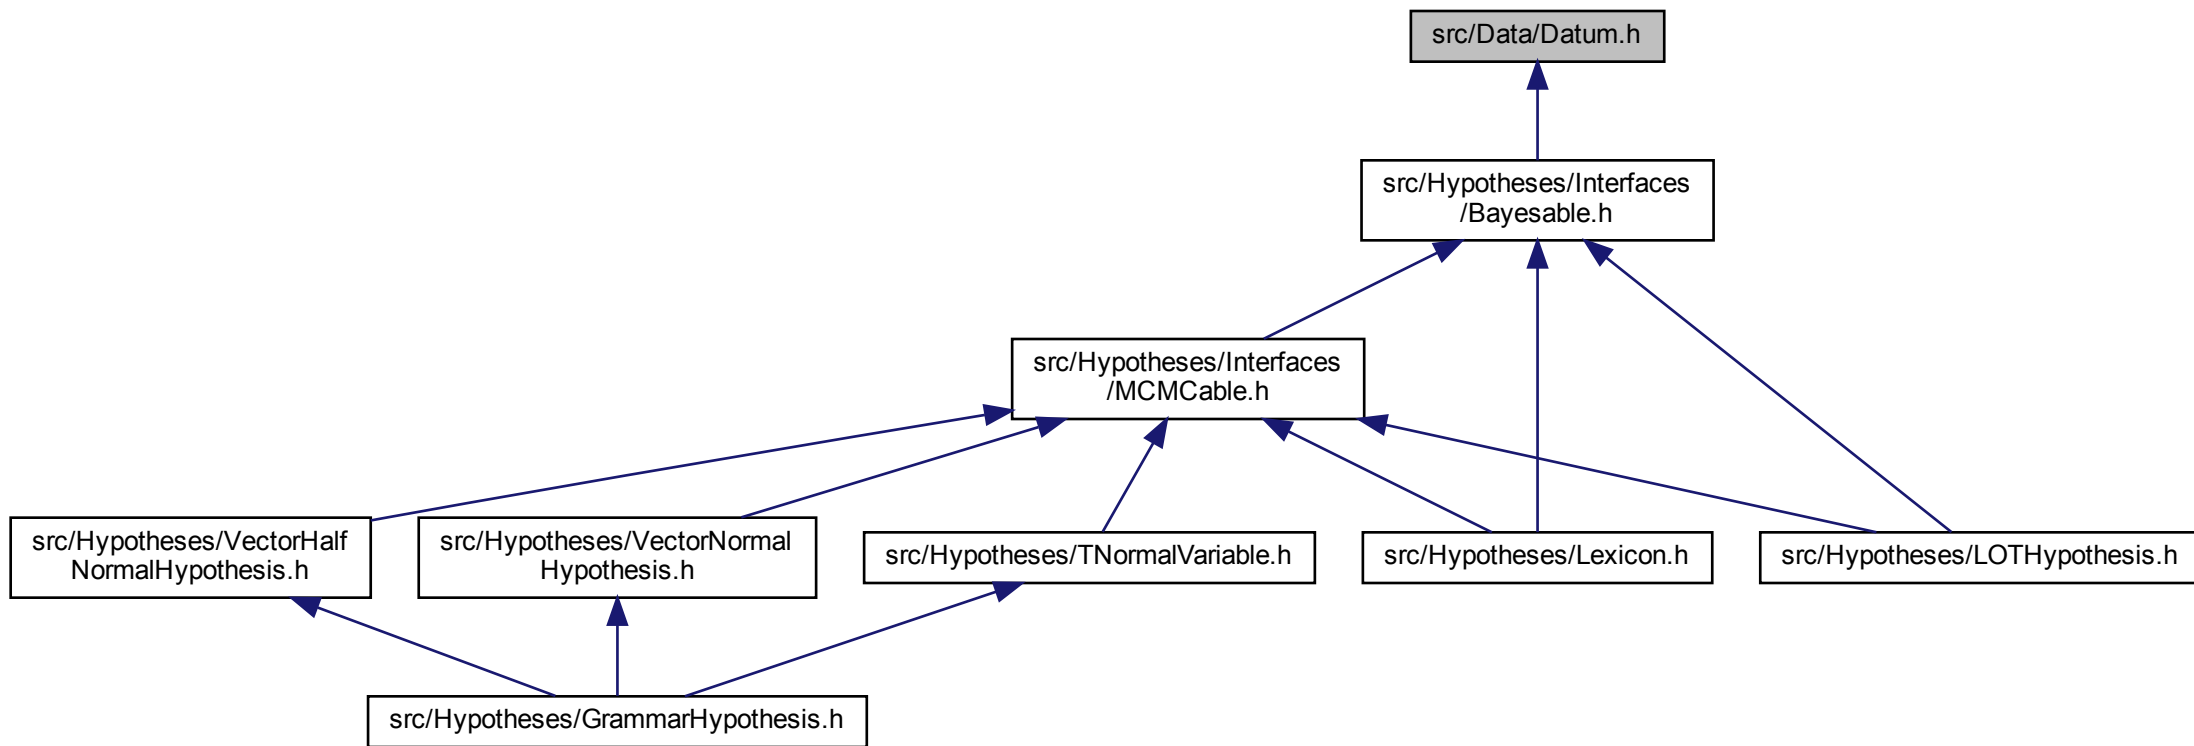 src/Data/Datum.h
src/Hypotheses/Interfaces
/Bayesable.h
src/Hypotheses/Interfaces
/MCMCable.h
src/Hypotheses/VectorHalf
NormalHypothesis.h
src/Hypotheses/VectorNormal
Hypothesis.h
src/Hypotheses/TNormalVariable.h
src/Hypotheses/Lexicon.h
src/Hypotheses/LOTHypothesis.h
src/Hypotheses/GrammarHypothesis.h